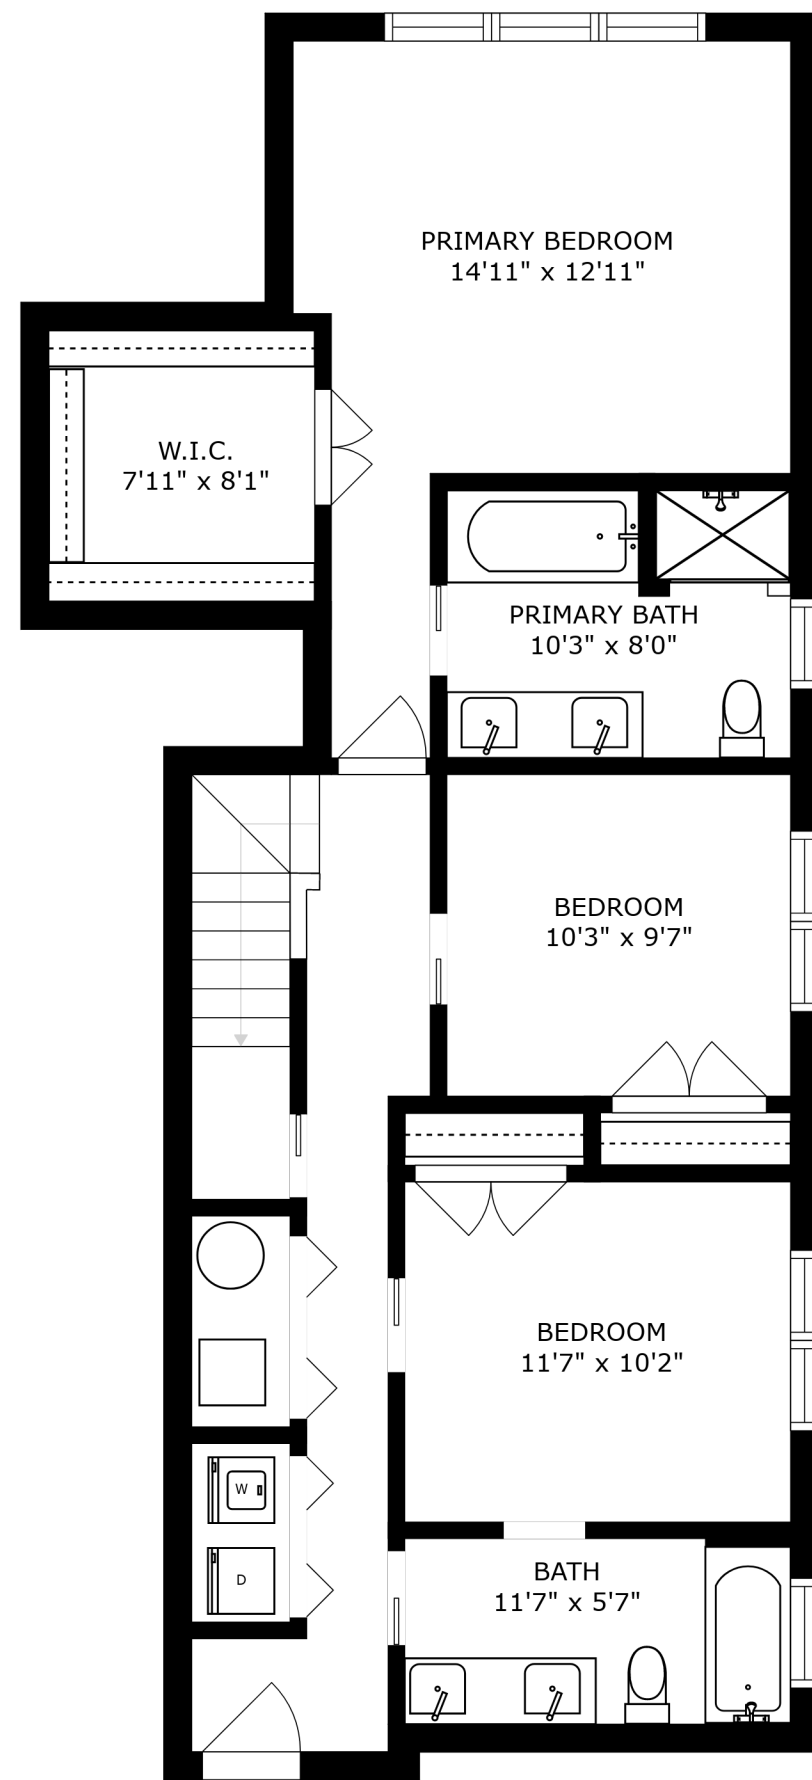 PRIMARY BEDROOM
14'11" x 12'11"
W.I.C.
7'11" x 8'1"
PRIMARY BATH
10'3" x 8'0"
BEDROOM
10'3" x 9'7"
BEDROOM
11'7" x 10'2"
W
D
BATH
11'7" x 5'7"